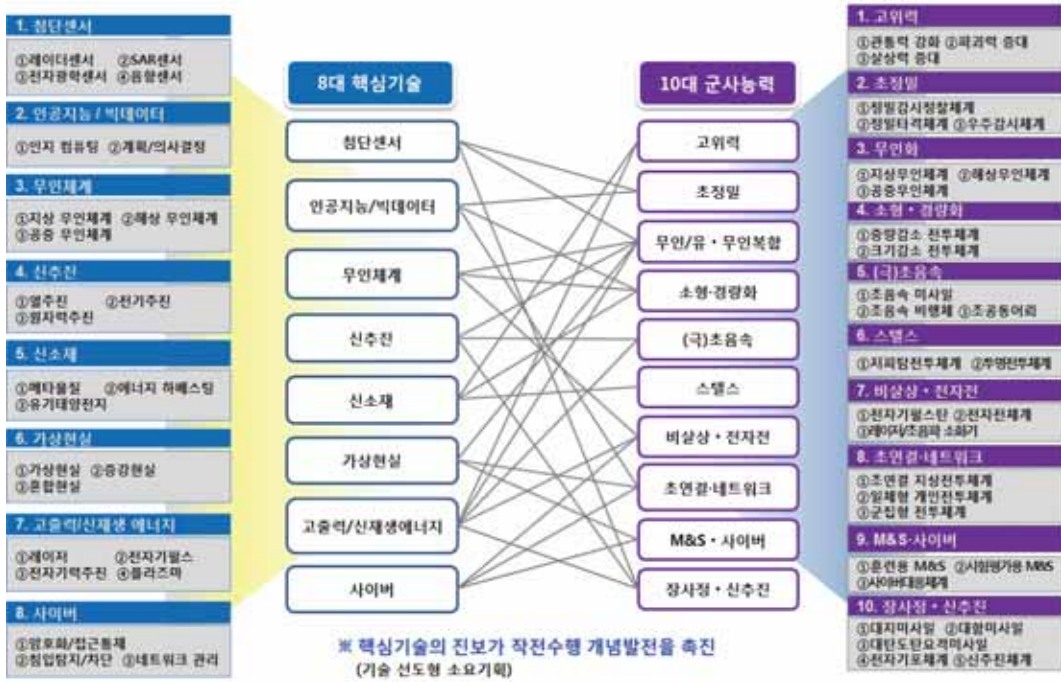 1. 첨단센서
①레이더센서 ②SAR센서
③전자광학센서 ④음향센서
2. 인공지능 / 빅데이터
①인지 컴퓨팅 ②계획/의사결정
3. 무인체계
①지상 무인체계 ②해상 무인체계
③공중 무인체계
4. 신추진
①열추진 ②전기추진
③원자력추진
5. 신소재
①메타물질 ②에너지 하베스팅
③유기태양전지
6. 가상현실
①가상현실 ②증강현실
③혼합현실
7. 고출력/신재생 에너지
①레이저 ②전자기펄스
③전자기력추진 ④플라즈마
8. 사이버
①암호화/접근통제
②침입탐지/차단 ③네트워크 관리
8대 핵심기술
첨단센서
인공지능/빅데이터
무인체계
신추진
신소재
가상현실
고출력/신재생에너지
사이버
10대 군사능력
고위력
초정밀
무인/유・무인복합
소형·경량화
(극)초음속
스텔스
비살상・전자전
초연결·네트워크
M&S・사이버
장사정・신추진
※ 핵심기술의 진보가 작전수행 개념발전을 촉진
(기술 선도형 소요기획)
1. 고위력
①관통력 강화 ②파괴력 증대
③살상력 증대
2. 초정밀
①정밀감시정찰체계
②정밀타격체계 ③우주감시체계
3. 무인화
①지상무인체계 ②해상무인체계
③공중무인체계
4. 소형・경량화
①중량감소 전투체계
②크기감소 전투체계
5. (극)초음속
①초음속 미사일
②초음속 비행체 ③초공동어뢰
6. 스텔스
①저피탐전투체계 ②투명전투체계
7. 비살상・전자전
①전자기펄스탄 ②전자전체계
③레이저/초음파 소화기
8. 초연결·네트워크
①초연결 지상전투체계
②일체형 개인전투체계
③군집형 전투체계
9. M&S·사이버
①훈련용 M&S ②시험평가용 M&S
③사이버대응체계
10. 장사정・신추진
①대지미사일 ②대함미사일
③대탄도탄요격미사일
④전자기포체계 ⑤신추진체계